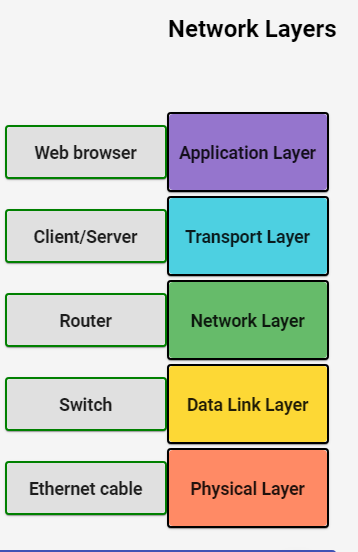 Network Layers
Web browser
Application Layer
Client/Server
Transport Layer
Router
Network Layer
Switch
Data Link Layer
Ethernet cable
Physical Layer